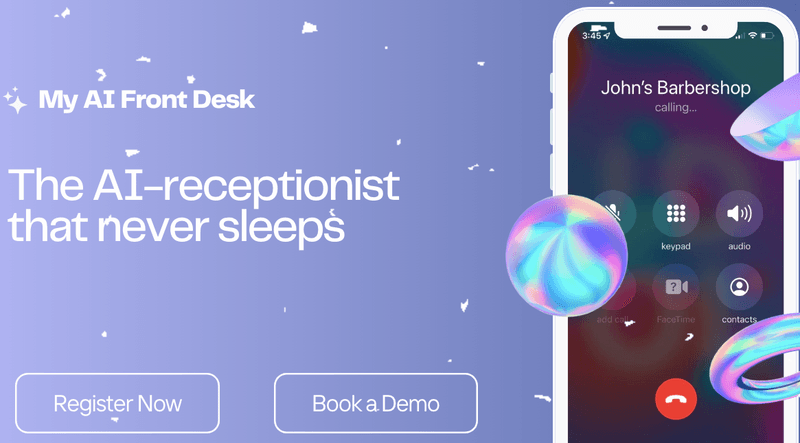 My AI Front Desk
The AI-receptionist
that never sleeps
Register Now
Book a Demo
3:45
John's Barbershop
calling...
keypad
audio
add call
FaceTime
contacts